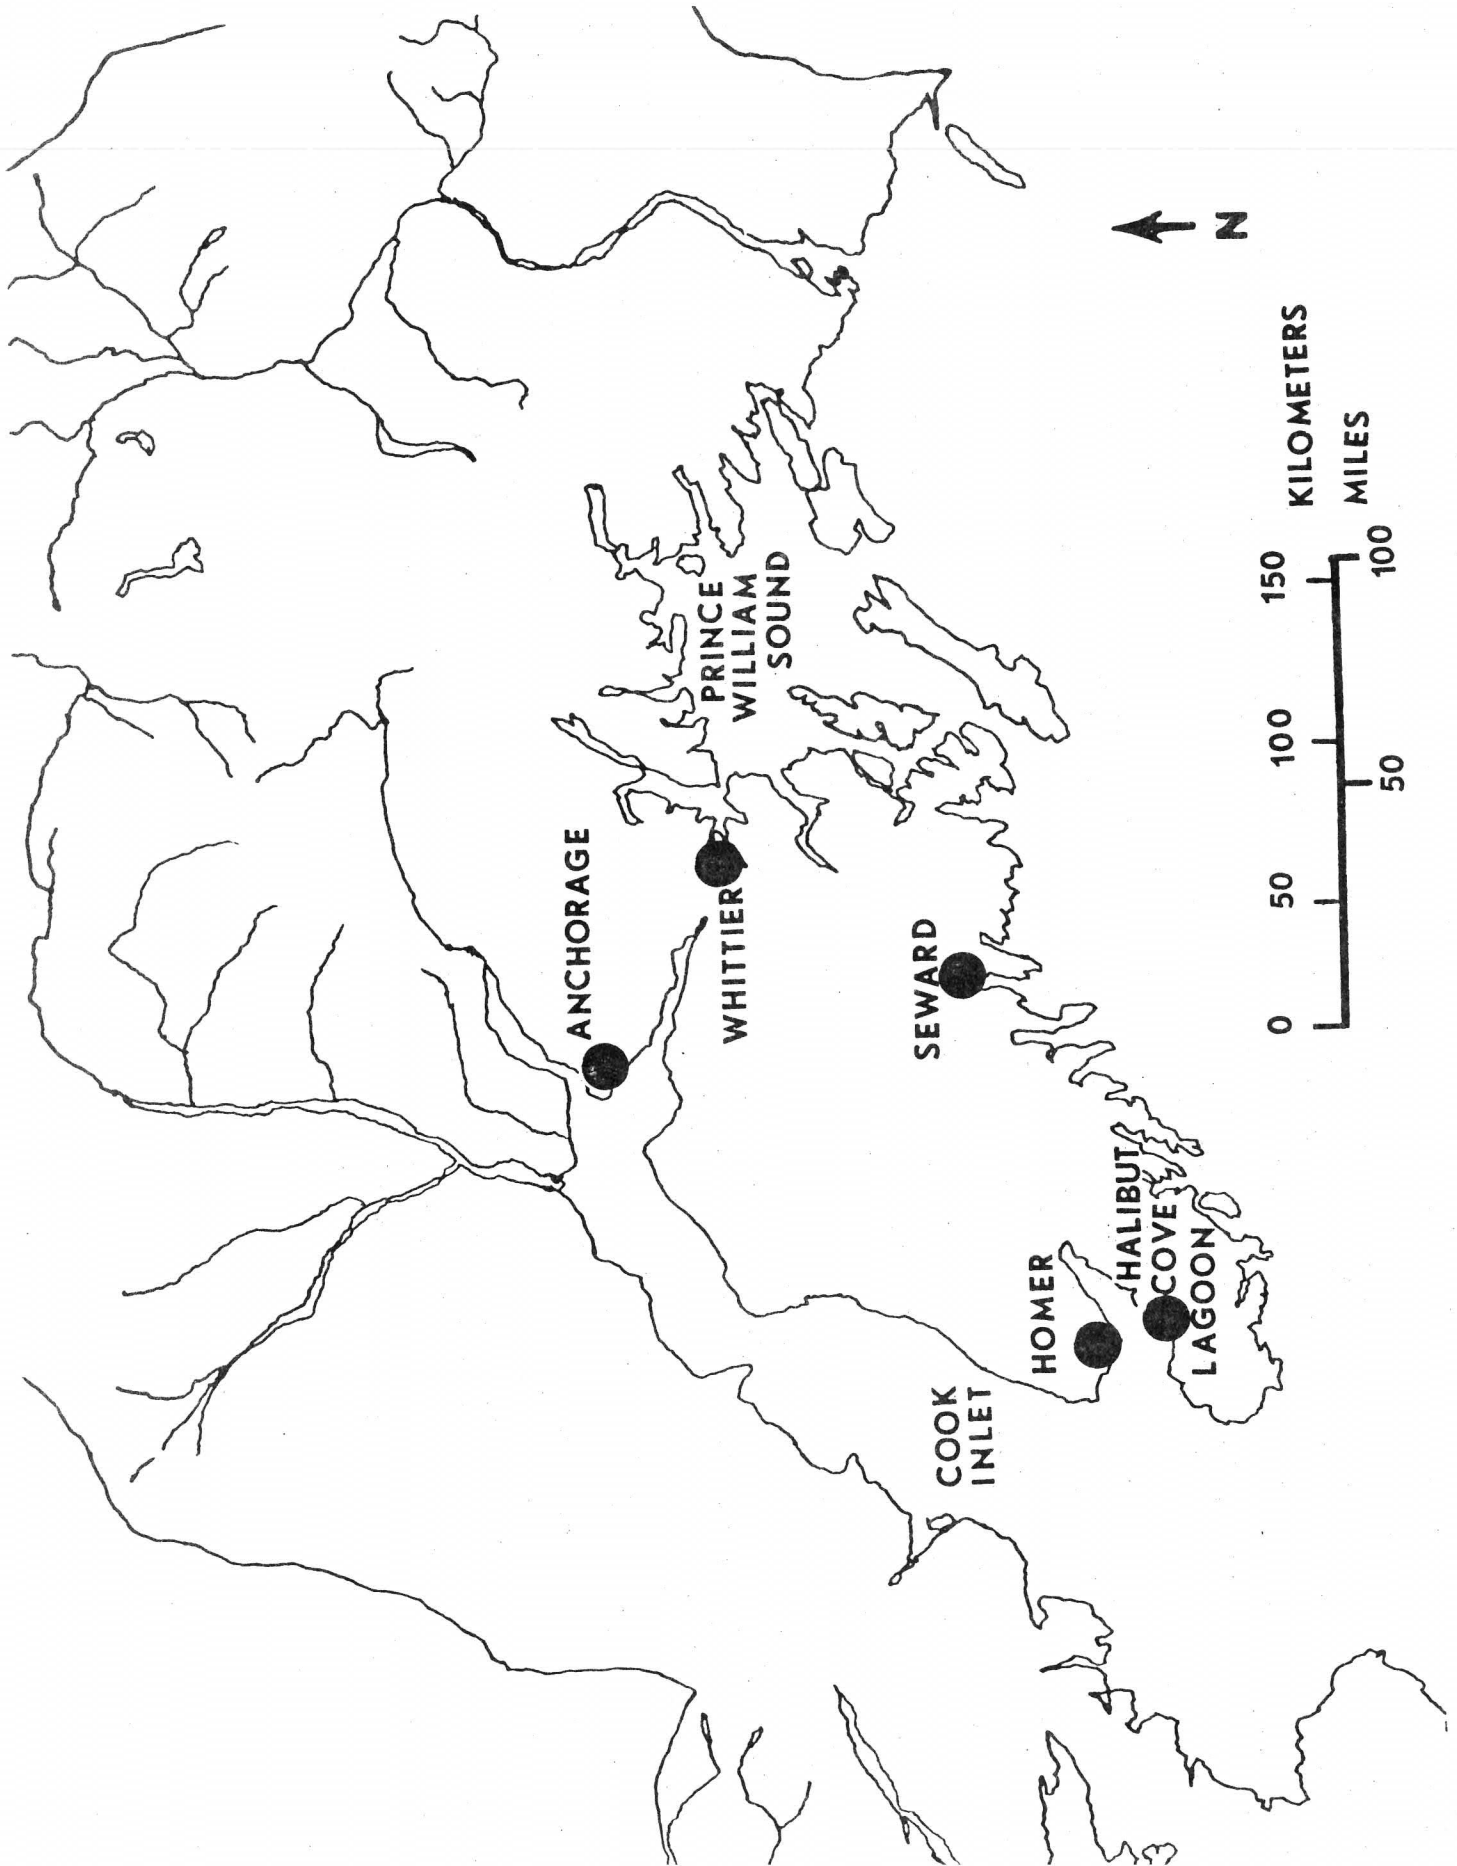 ANCHORAGE
WHITTIER
PRINCE
WILLIAM
SOUND
SEWARD
COOK
INLET
HOMER
HALIBUT
COVE
LAGOON
N
0 50 100 150 KILOMETERS
50 100 MILES